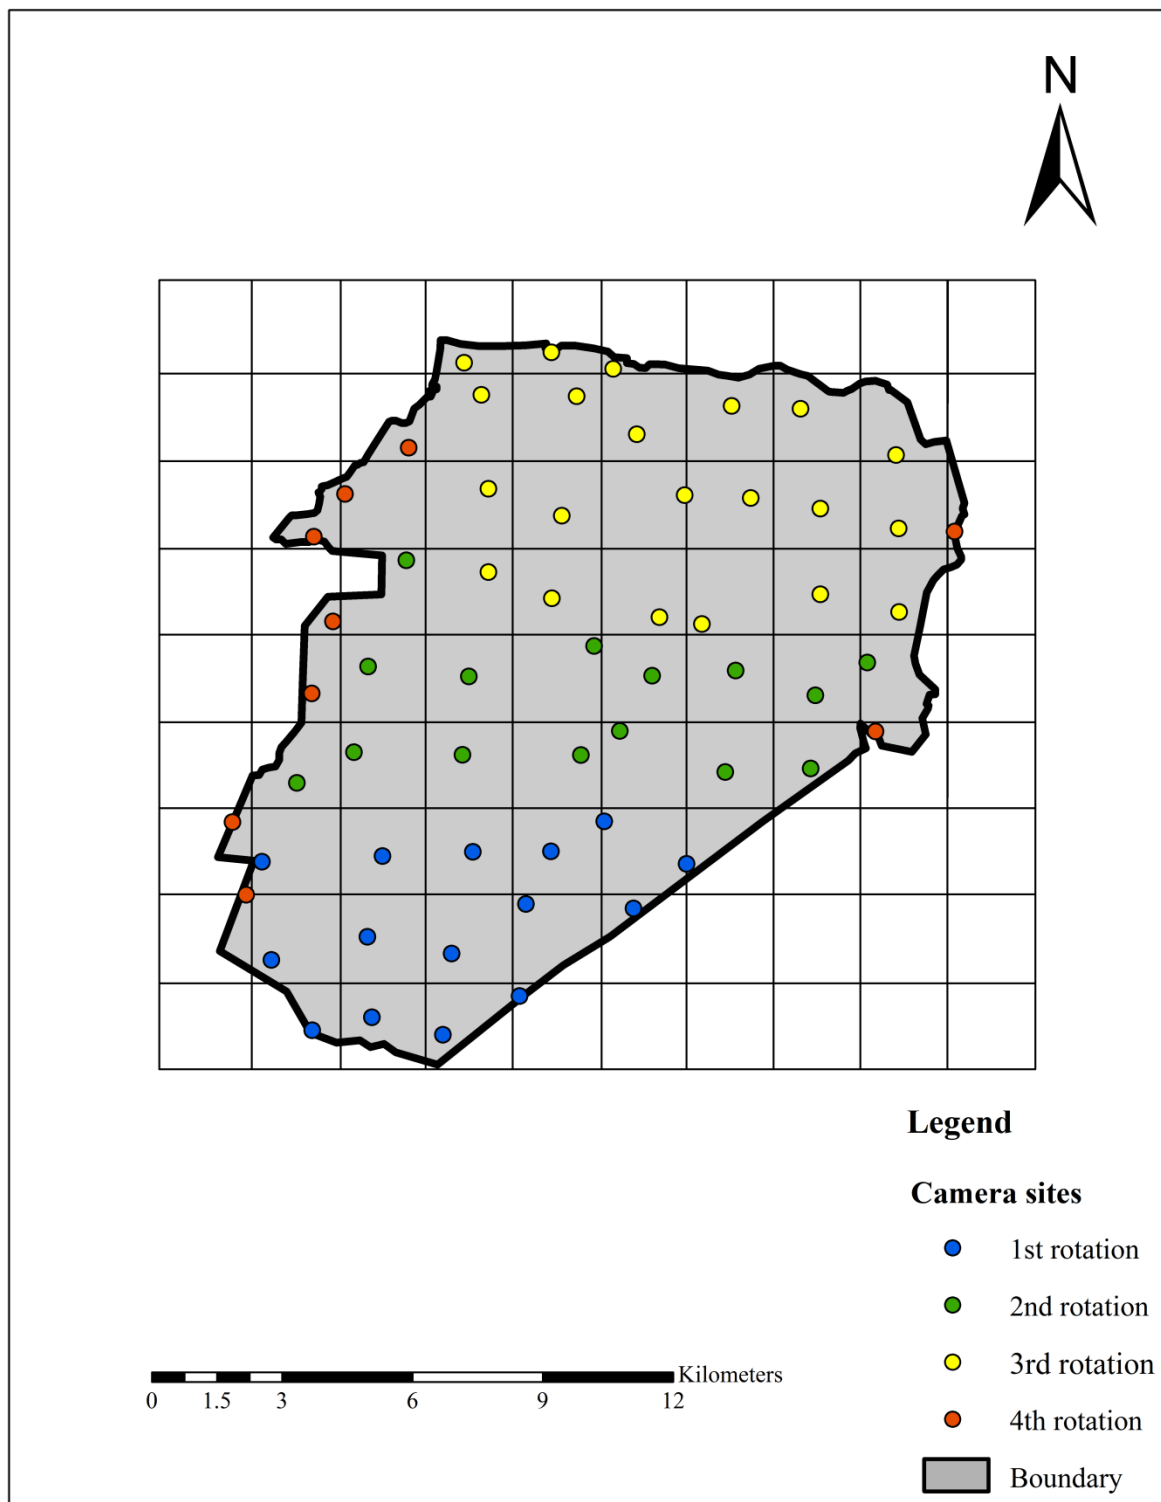 N
Legend
Camera sites
1st rotation
2nd rotation
3rd rotation
4th rotation
Boundary
Kilometers
0 1.5 3 6 9 12